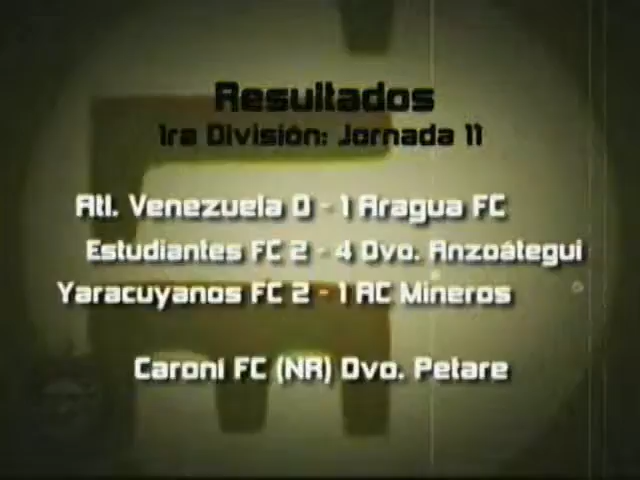 Resultados
1ra División: Jornada 11
Atl. Venezuela 0 - 1 Aragua FC
Estudiantes FC 2 - 4 Dvo. Anzoátegui
Yaracuyanos FC 2 - 1 AC Mineros
Caroni FC (NR) Dvo. Petare